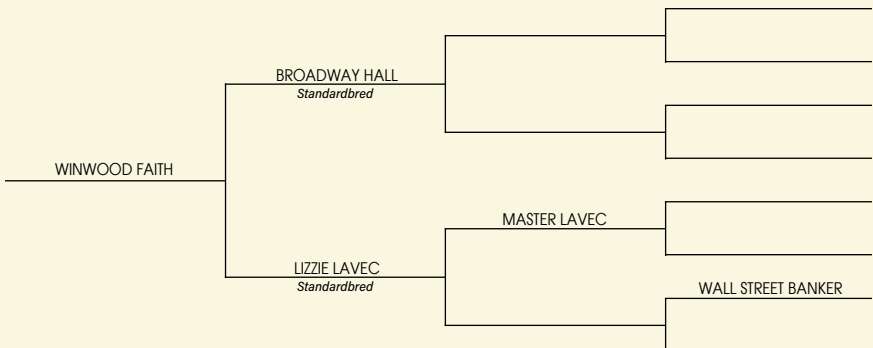 BROADWAY HALL
Standardbred
WINWOOD FAITH
MASTER LAVEC
LIZZIE LAVEC
Standardbred
WALL STREET BANKER